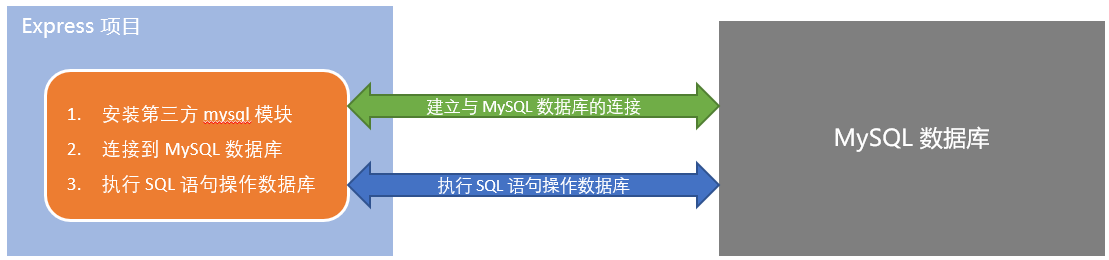 Express 项目
1. 安装第三方 mysql 模块
2. 连接到 MySQL 数据库
3. 执行 SQL 语句操作数据库
建立与 MySQL 数据库的连接
执行 SQL 语句操作数据库
MySQL 数据库